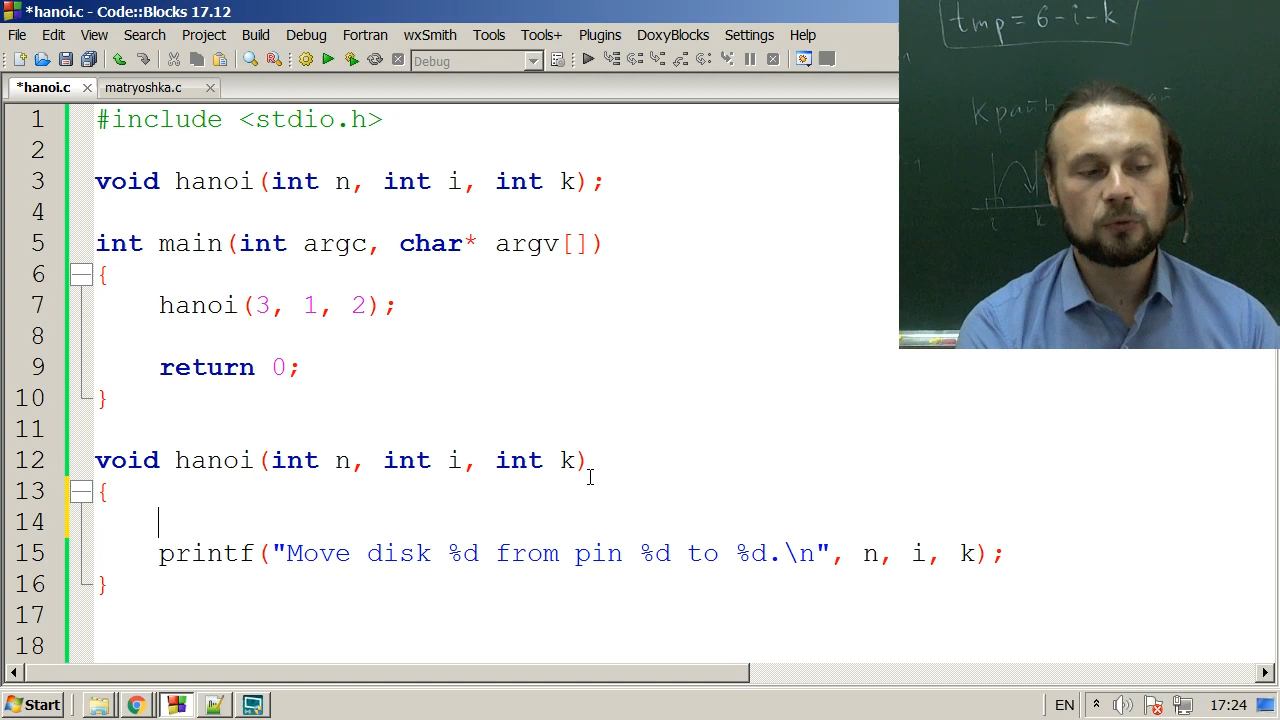 *hanoi.c - Code::Blocks 17.12
File Edit View Search Project Build Debug Fortran wxSmith Tools Tools+ Plugins DoxyBlocks Settings Help
Debug
*hanoi.c matryoshka.c
1 #include <stdio.h>
2
3 void hanoi(int n, int i, int k);
4
5 int main(int argc, char* argv[])
6 {
7 hanoi(3, 1, 2);
8
9 return 0;
10 }
11
12 void hanoi(int n, int i, int k)
13 {
14
15 printf("Move disk %d from pin %d to %d.\n", n, i, k);
16 }
17
18
tmp = 6-i-k
i k
Start EN 17:24